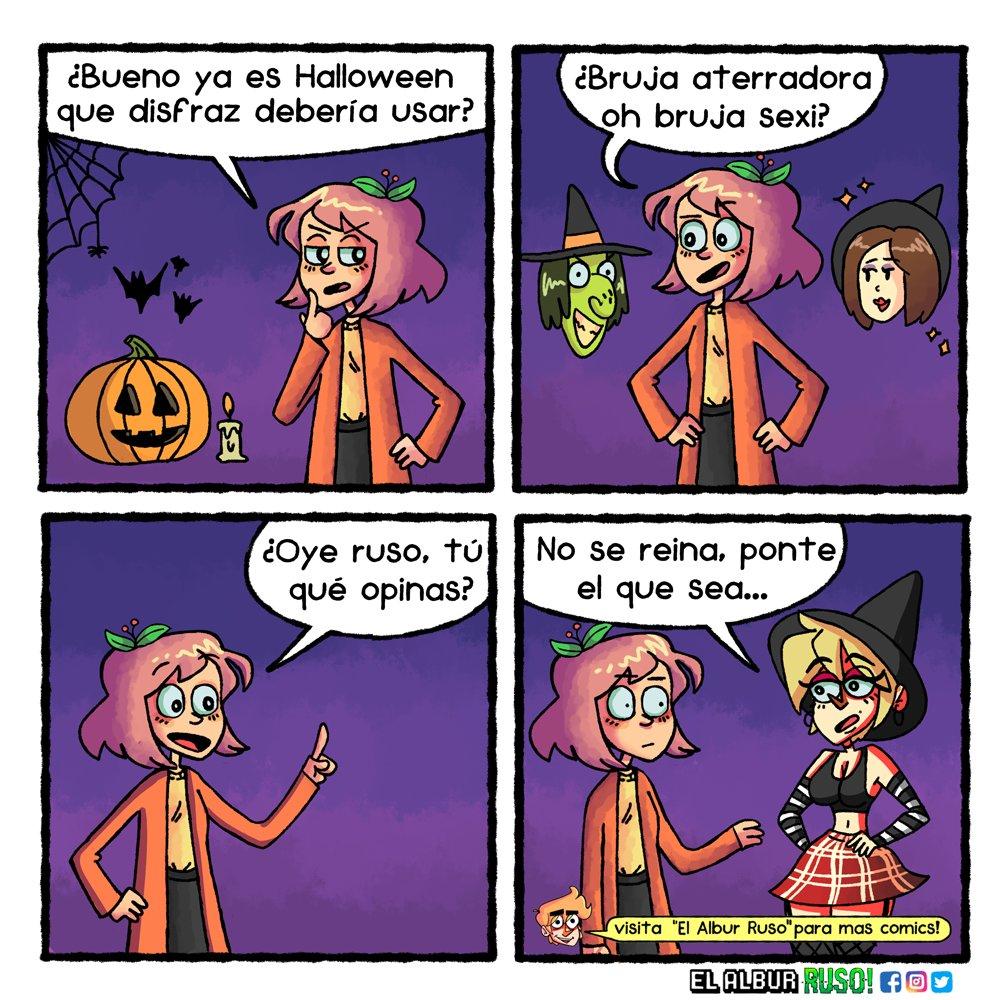 ¿Bueno ya es Halloween
que disfraz debería usar?
¿Bruja aterradora
oh bruja sexi?
¿Oye ruso, tú
qué opinas?
No se reina, ponte
el que sea...
visita "El Albur Ruso"para mas comics!
EL ALBUR RUSO!